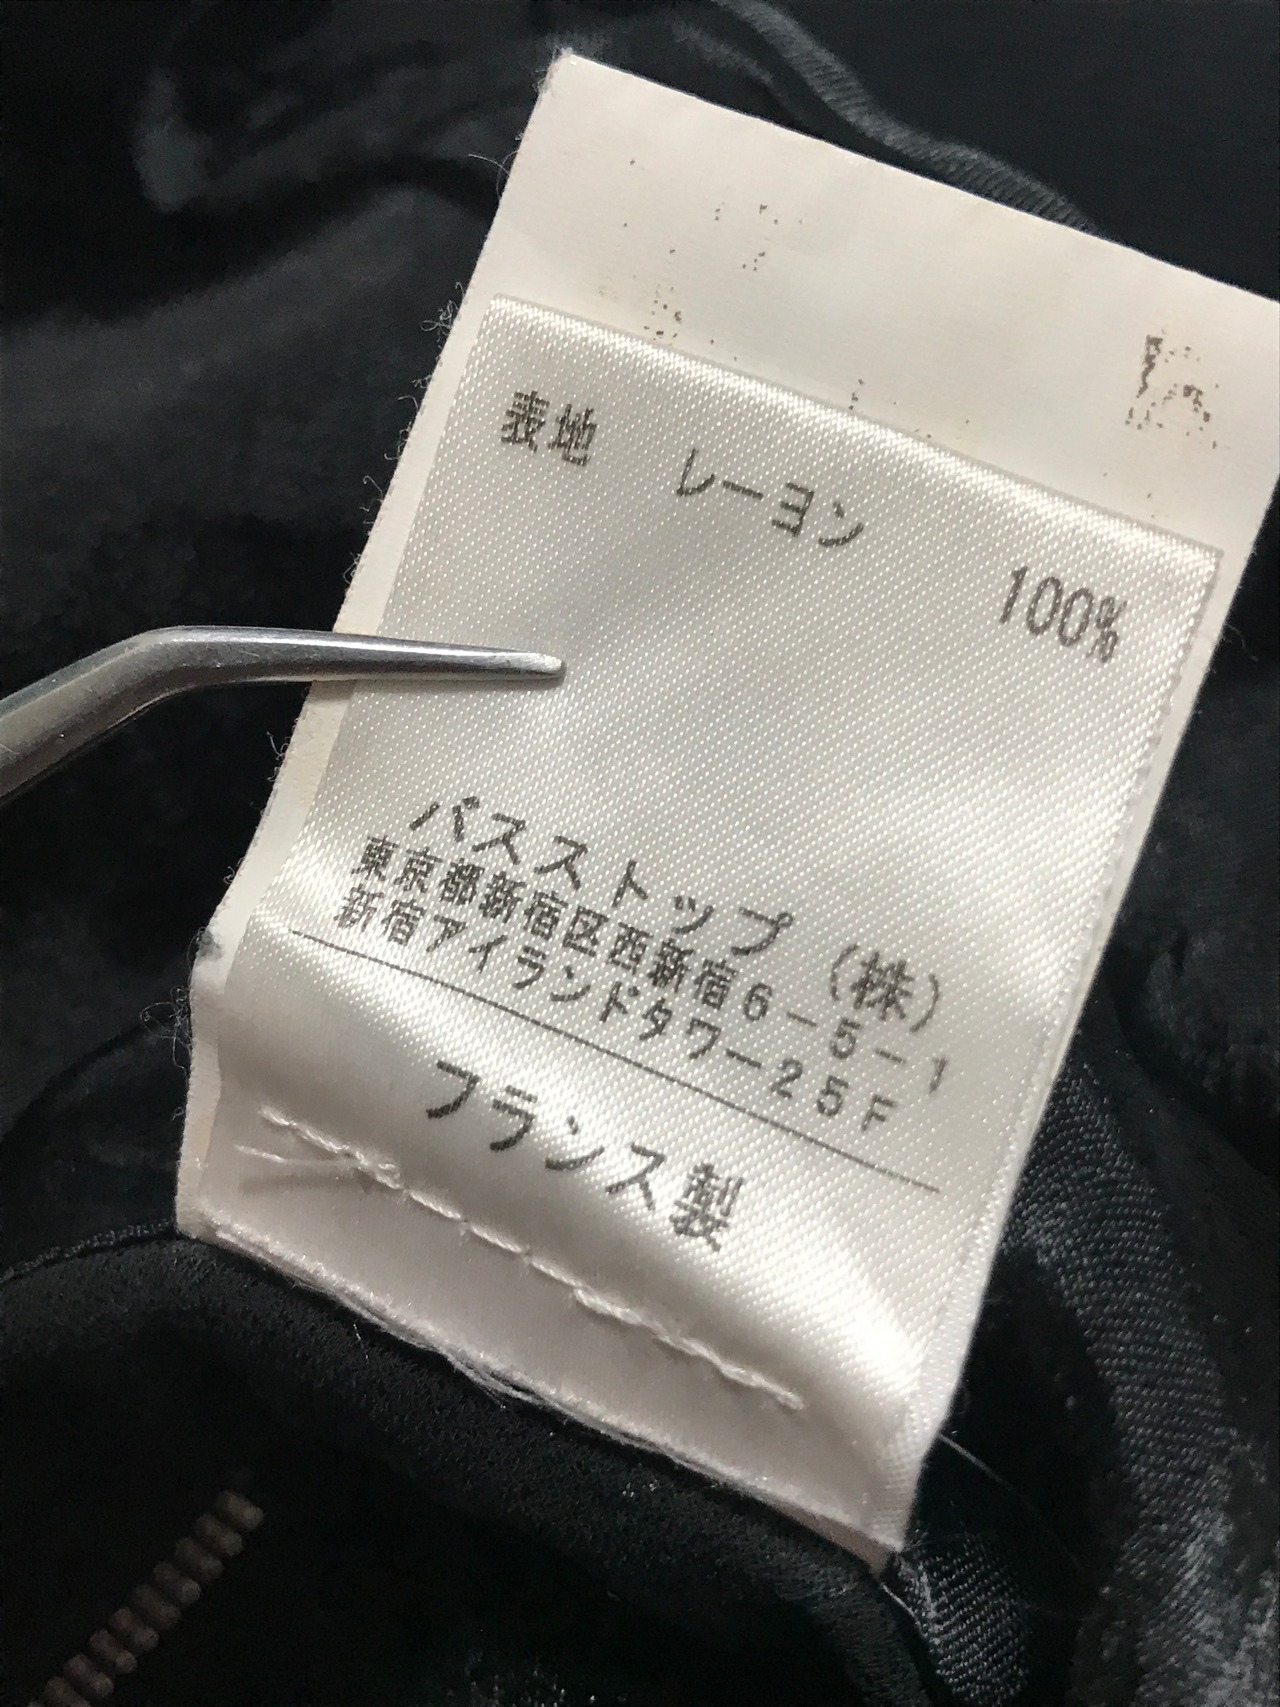 表地 レーヨン 100%
バスストップ(株)
東京都新宿区西新宿6-5-1
新宿アイランドタワー25F
フランス製